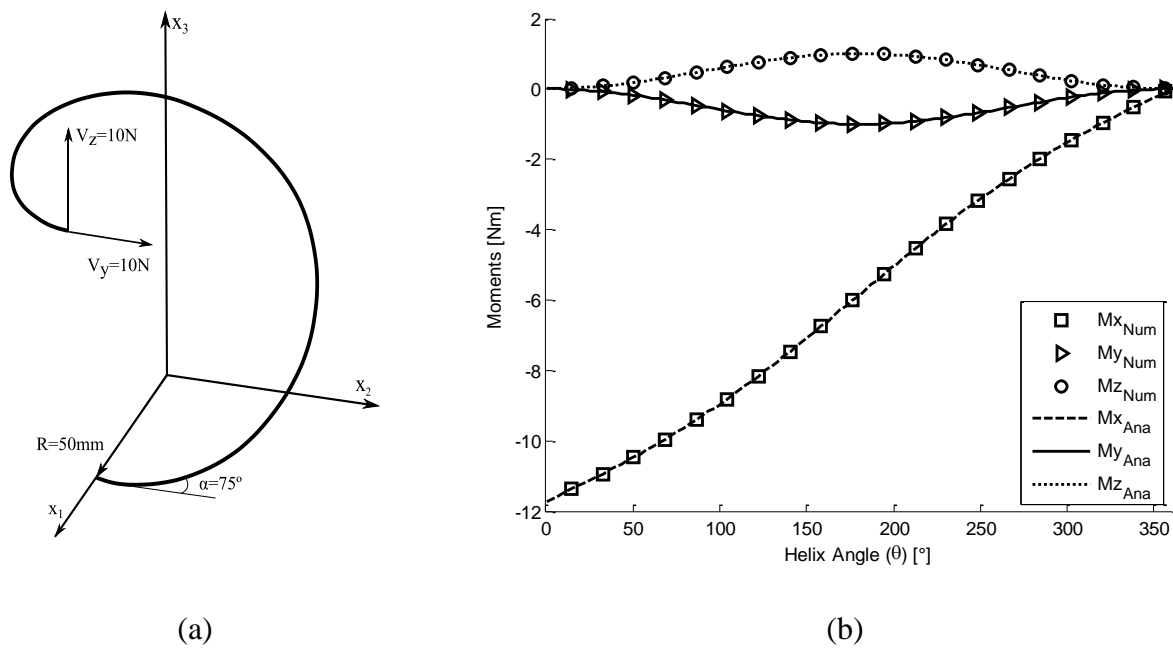 x3
Vz=10N
Vy=10N
x2
R=50mm
α=75º
x1
(a)
2
0
-2
-4
-6
-8
-10
-12
Moments [Nm]
0 50 100 150 200 250 300 350
Helix Angle (θ) [°]
MxNum
MyNum
MzNum
MxAna
MyAna
MzAna
(b)